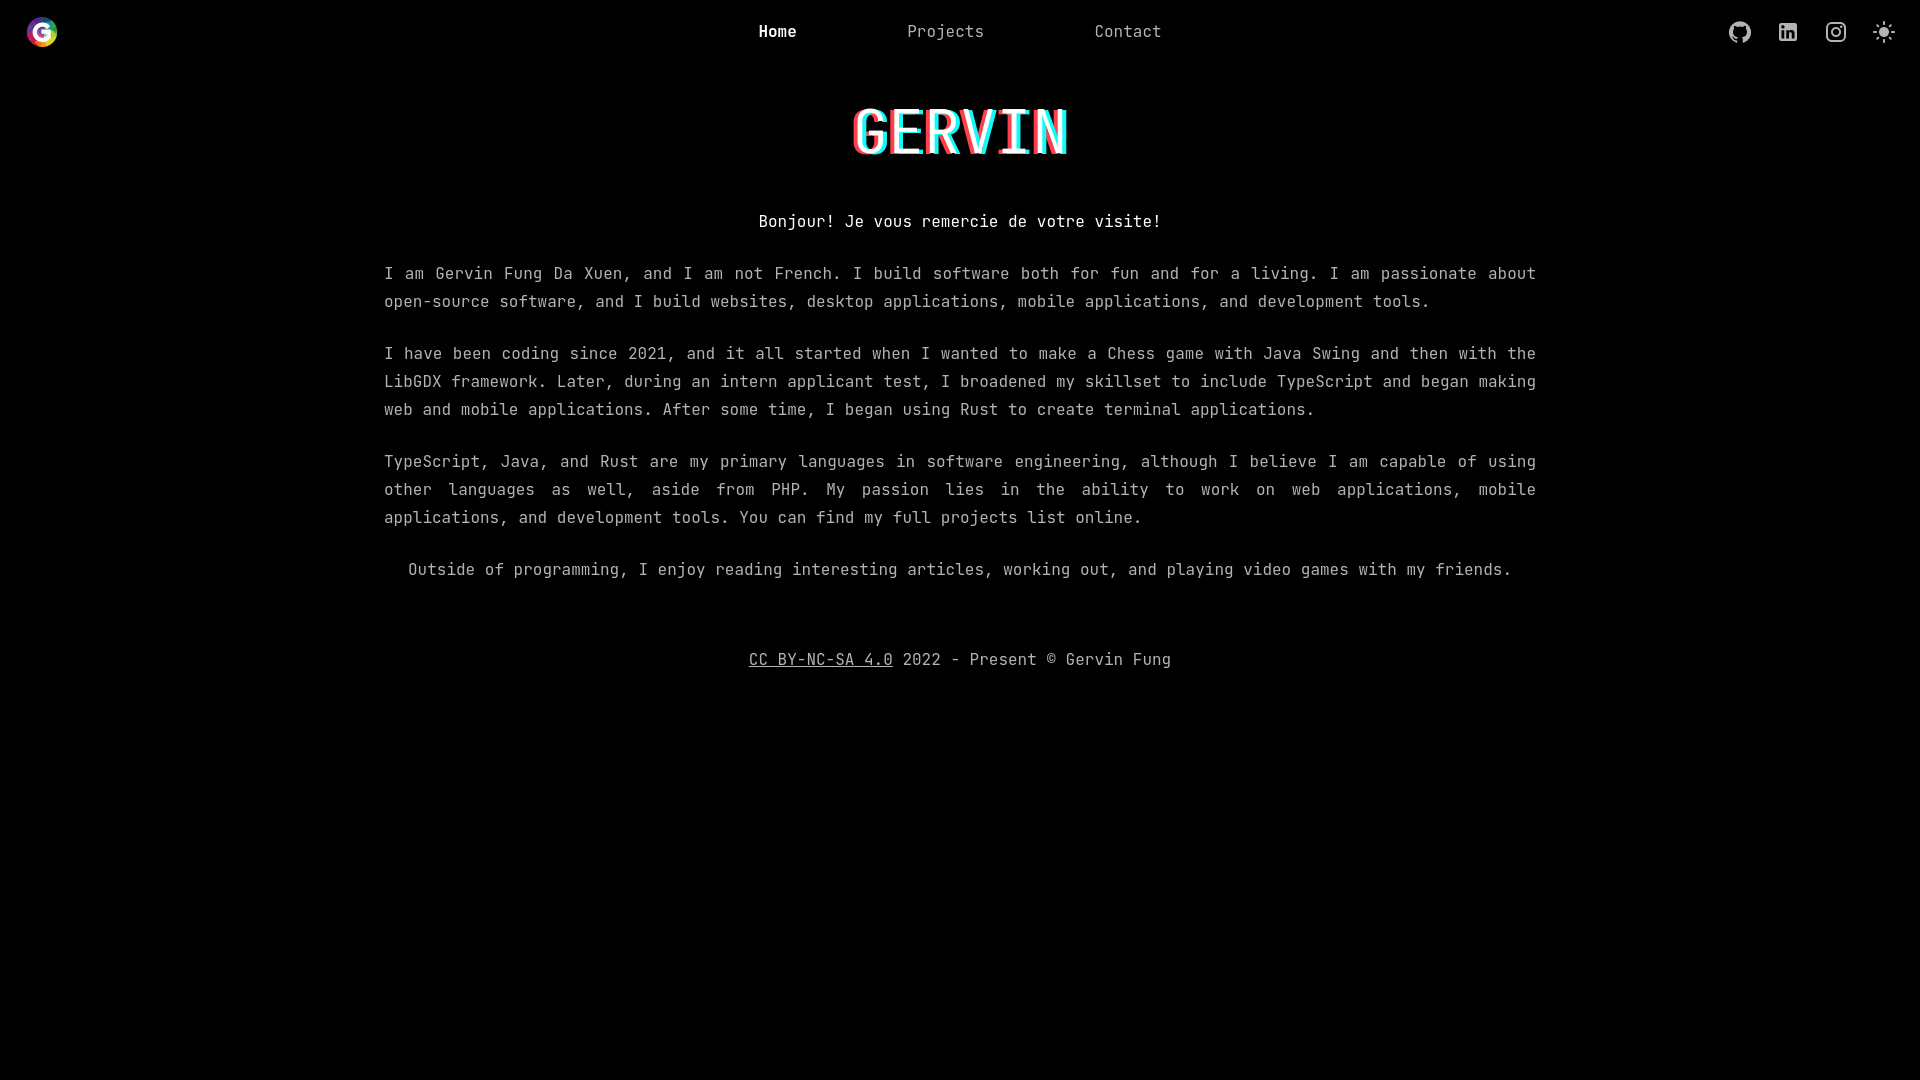 Home Projects Contact
GERVIN
Bonjour! Je vous remercie de votre visite!
I am Gervin Fung Da Xuen, and I am not French. I build software both for fun and for a living. I am passionate about
open-source software, and I build websites, desktop applications, mobile applications, and development tools.
I have been coding since 2021, and it all started when I wanted to make a Chess game with Java Swing and then with the
LibGDX framework. Later, during an intern applicant test, I broadened my skillset to include TypeScript and began making
web and mobile applications. After some time, I began using Rust to create terminal applications.
TypeScript, Java, and Rust are my primary languages in software engineering, although I believe I am capable of using
other languages as well, aside from PHP. My passion lies in the ability to work on web applications, mobile
applications, and development tools. You can find my full projects list online.
Outside of programming, I enjoy reading interesting articles, working out, and playing video games with my friends.
CC BY-NC-SA 4.0 2022 - Present © Gervin Fung